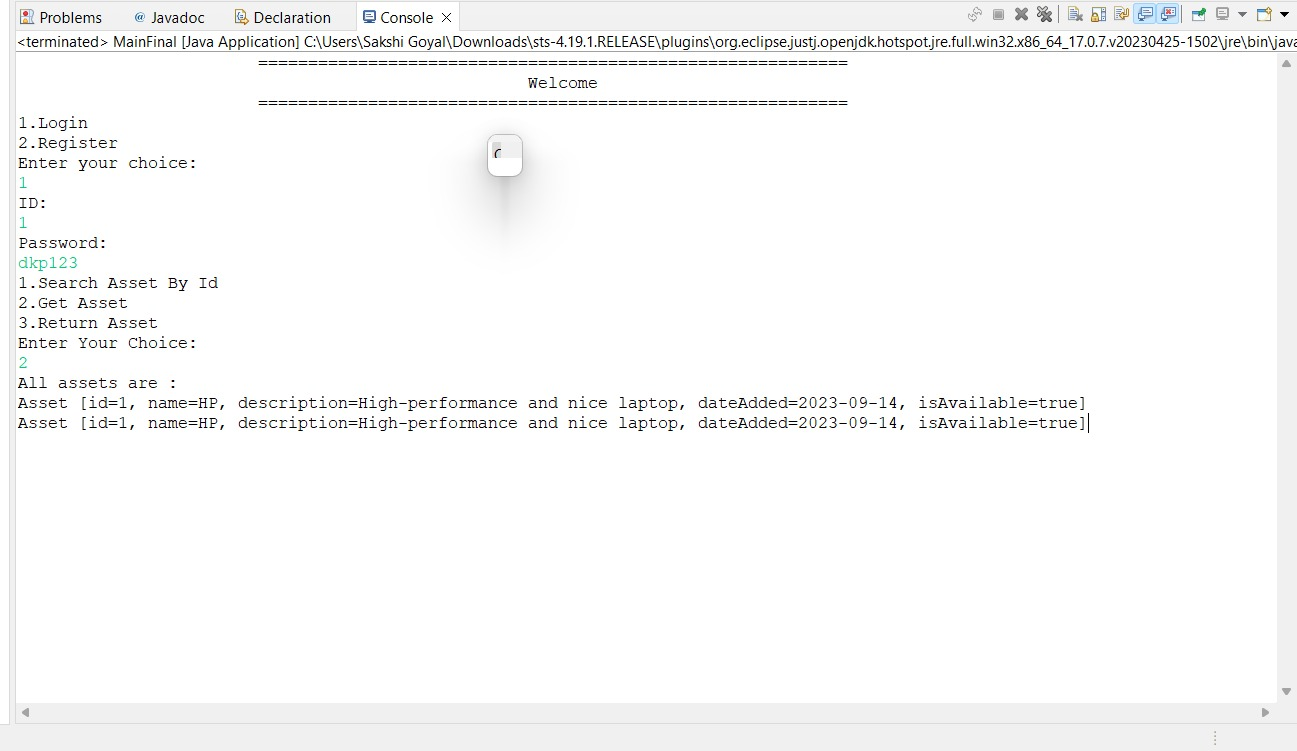 Problems @ Javadoc Declaration Console
<terminated> MainFinal [Java Application] C:\Users\Sakshi Goyal\Downloads\sts-4.19.1.RELEASE\plugins\org.eclipse.justj.openjdk.hotspot.jre.full.win32.x86_64_17.0.7.v20230425-1502\jre\bin\java
===========================================================
Welcome
===========================================================
1.Login
2.Register
Enter your choice:
1
ID:
1
Password:
dkp123
1.Search Asset By Id
2.Get Asset
3.Return Asset
Enter Your Choice:
2
All assets are :
Asset [id=1, name=HP, description=High-performance and nice laptop, dateAdded=2023-09-14, isAvailable=true]
Asset [id=1, name=HP, description=High-performance and nice laptop, dateAdded=2023-09-14, isAvailable=true]